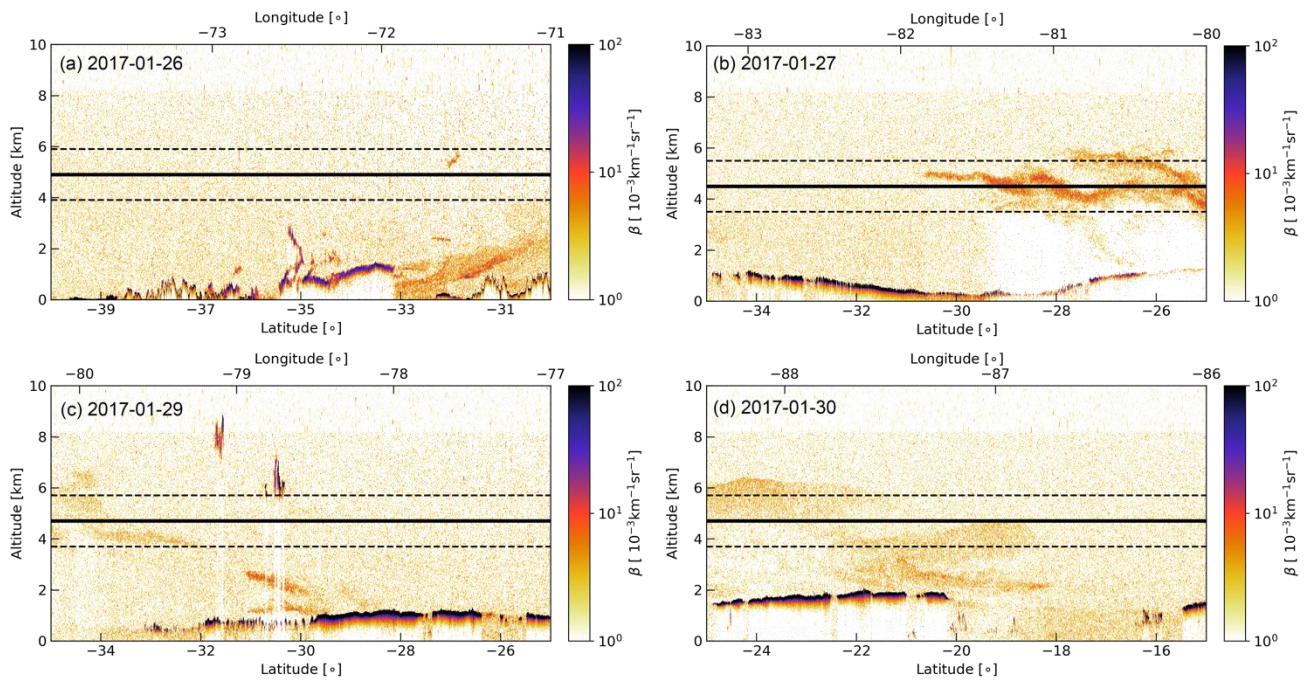 Longitude [∘]
−73 −72 −71
(a) 2017-01-26
Altitude [km]
10
8
6
4
2
0
−39 −37 −35 −33 −31
Latitude [∘]
10²
10¹
10⁰
β [ 10⁻³km⁻¹sr⁻¹]
Longitude [∘]
−83 −82 −81 −80
(b) 2017-01-27
Altitude [km]
10
8
6
4
2
0
−34 −32 −20 −28 −26
Latitude [∘]
10²
10¹
10⁰
β [ 10⁻³km⁻¹sr⁻¹]
Longitude [∘]
−80 −79 −78 −77
(c) 2017-01-29
Altitude [km]
10
8
6
4
2
0
−34 −32 −30 −28 −26
Latitude [∘]
10²
10¹
10⁰
β [ 10⁻³km⁻¹sr⁻¹]
Longitude [∘]
−88 −87 −86
(d) 2017-01-30
Altitude [km]
10
8
6
4
2
0
−24 −22 −20 −18 −16
Latitude [∘]
10²
10¹
10⁰
β [ 10⁻³km⁻¹sr⁻¹]